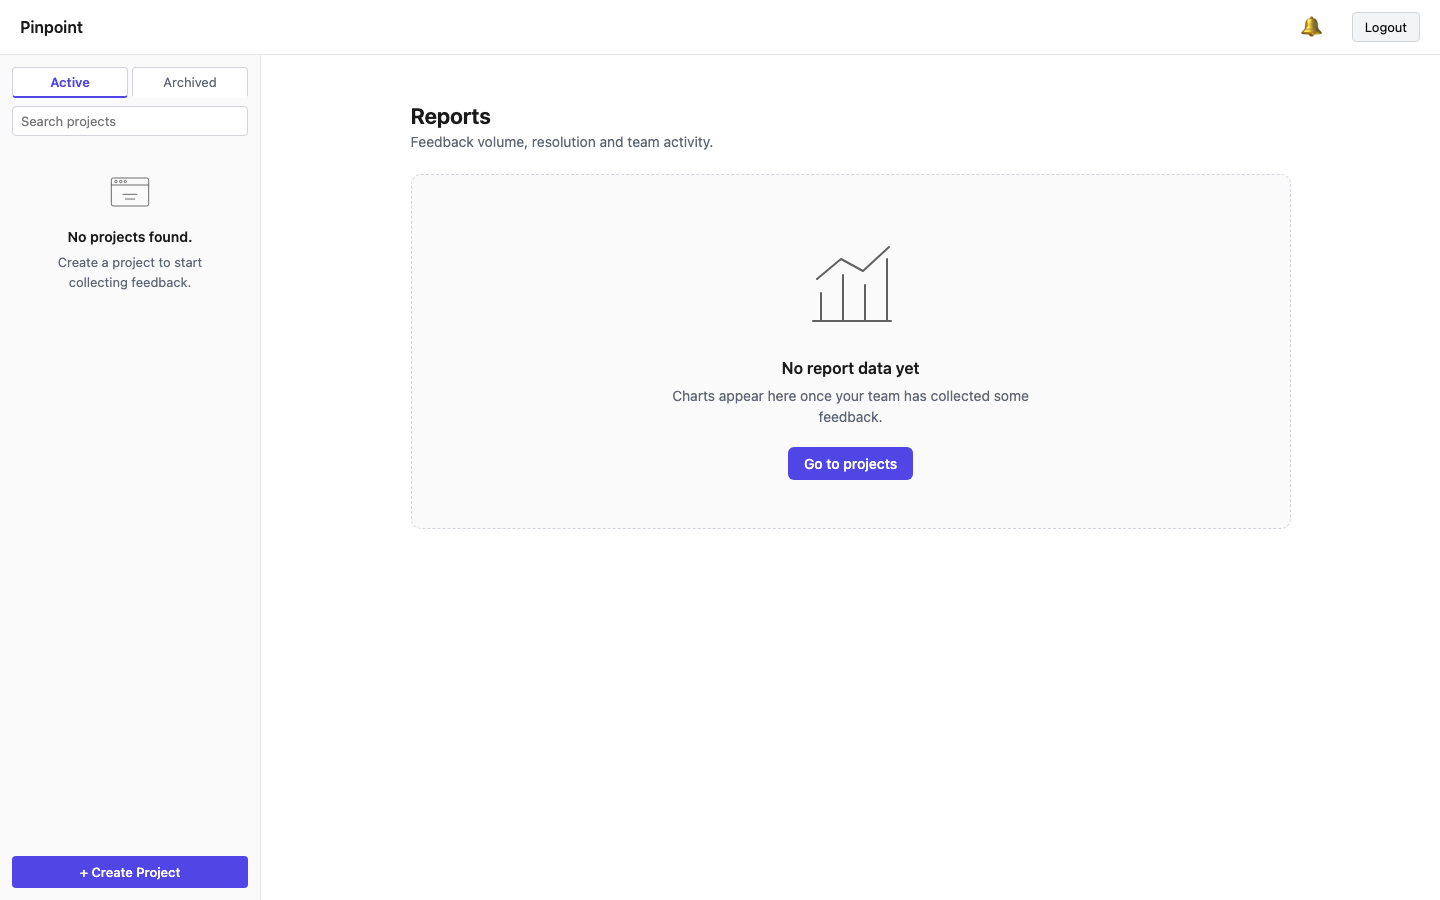 Pinpoint
Logout
Active
Archived
Search projects
No projects found.
Create a project to start
collecting feedback.
+ Create Project
Reports
Feedback volume, resolution and team activity.
No report data yet
Charts appear here once your team has collected some
feedback.
Go to projects